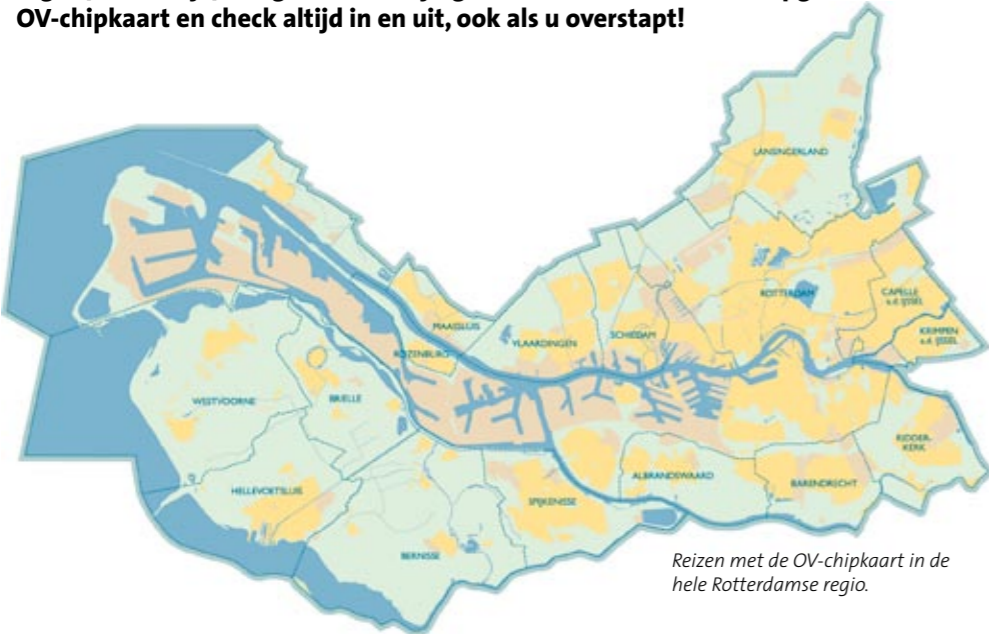 OV-chipkaart en check altijd in en uit, ook als u overstapt!
LANSINGERLAND
ROTTERDAM
CAPELLE
a.d. IJSSEL
KRIMPEN
a.d. IJSSEL
MAASSLUIS
VLAARDINGEN
SCHIEDAM
ROZENBURG
WESTVOORNE
BRIELLE
RIDDER-
KERK
ALBRANDSWAARD
BARENDRECHT
HELLEVOETSLUIS
SPIJKENISSE
BERNISSE
Reizen met de OV-chipkaart in de
hele Rotterdamse regio.